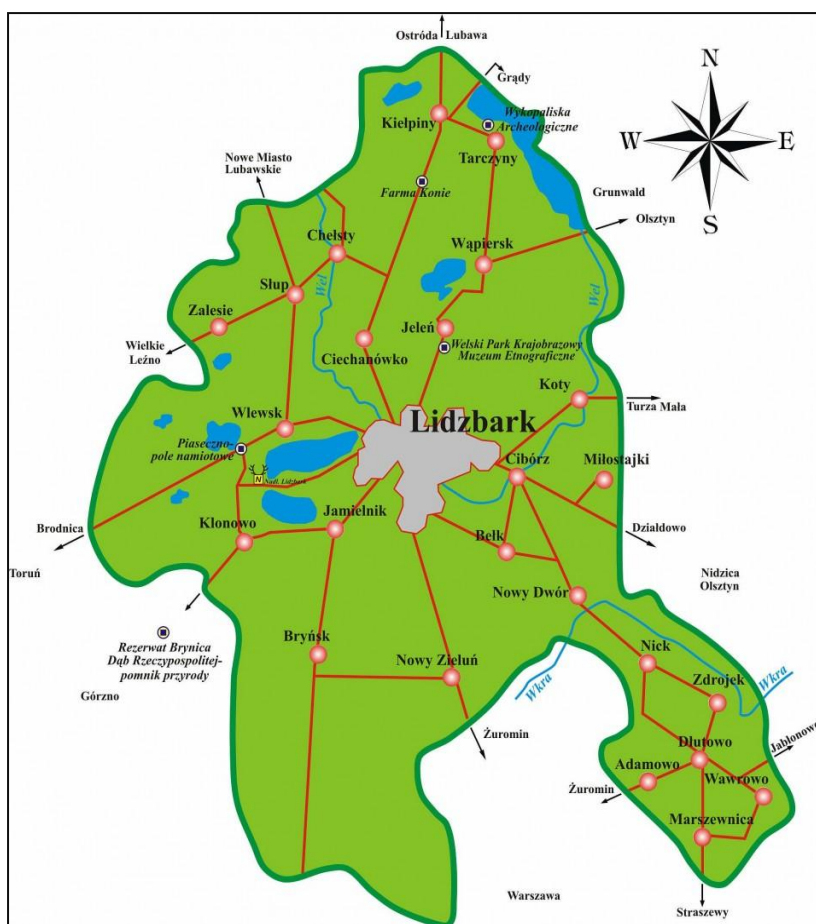 Ostróda Lubawa
Grądy
N
Wykopaliska
Archeologiczne
Kiełpiny
Tarczyny
W E
Nowe Miasto
Lubawskie
Farma Konie
S
Grunwald
Olsztyn
Chełsty
Wąpiersk
Słup
Wel
Wel
Zalesie
Jeleń
Wielkie
Leźno
Ciechanówko
Welski Park Krajobrazowy
Muzeum Etnograficzne
Koty
Turza Mała
Lidzbark
Wlewsk
Piaseczno-
pole namiotowe
Cibórz
Miłostajki
N
Nadl. Lidzbark
Jamielnik
Brodnica
Klonowo
Działdowo
Bełk
Toruń
Nidzica
Olsztyn
Nowy Dwór
Rezerwat Brynica
Dąb Rzeczypospolitej-
pomnik przyrody
Górzno
Bryńsk
Nowy Zieluń
Nick
Zdrojek
Wkra
Wkra
Żuromin
Dłutowo
Jabłonowo
Adamowo
Wawrowo
Żuromin
Marszewnica
Warszawa
Straszewy